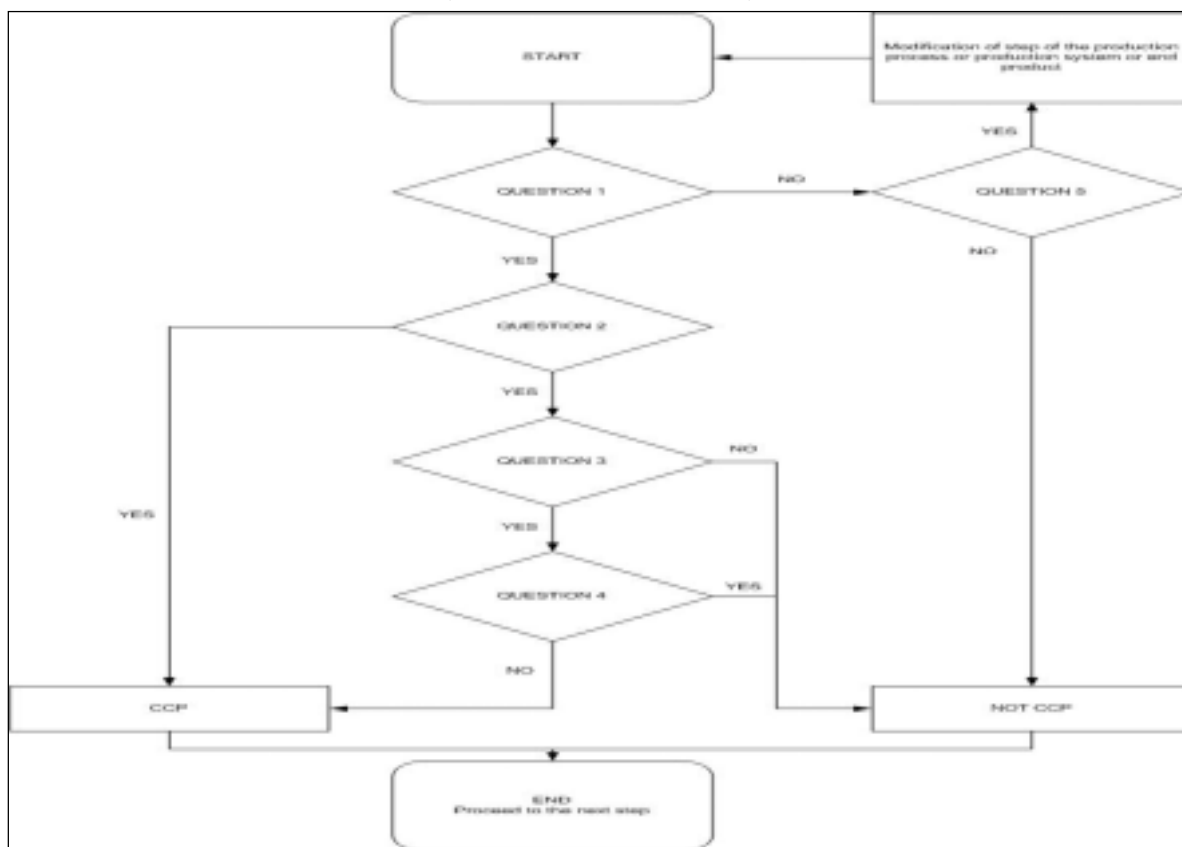 START
Modification of step of the production
process or production system or end
product
YES
QUESTION 1
NO
QUESTION 5
YES
NO
QUESTION 2
YES
QUESTION 3
NO
YES
YES
QUESTION 4
YES
NO
CCP
NOT CCP
END
Proceed to the next step